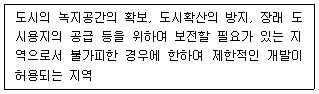 도시의 녹지공간의 확보, 도시확산의 방지, 장래 도
시용지의 공급 등을 위하여 보전할 필요가 있는 지
역으로서 불가피한 경우에 한하여 제한적인 개발이
허용되는 지역